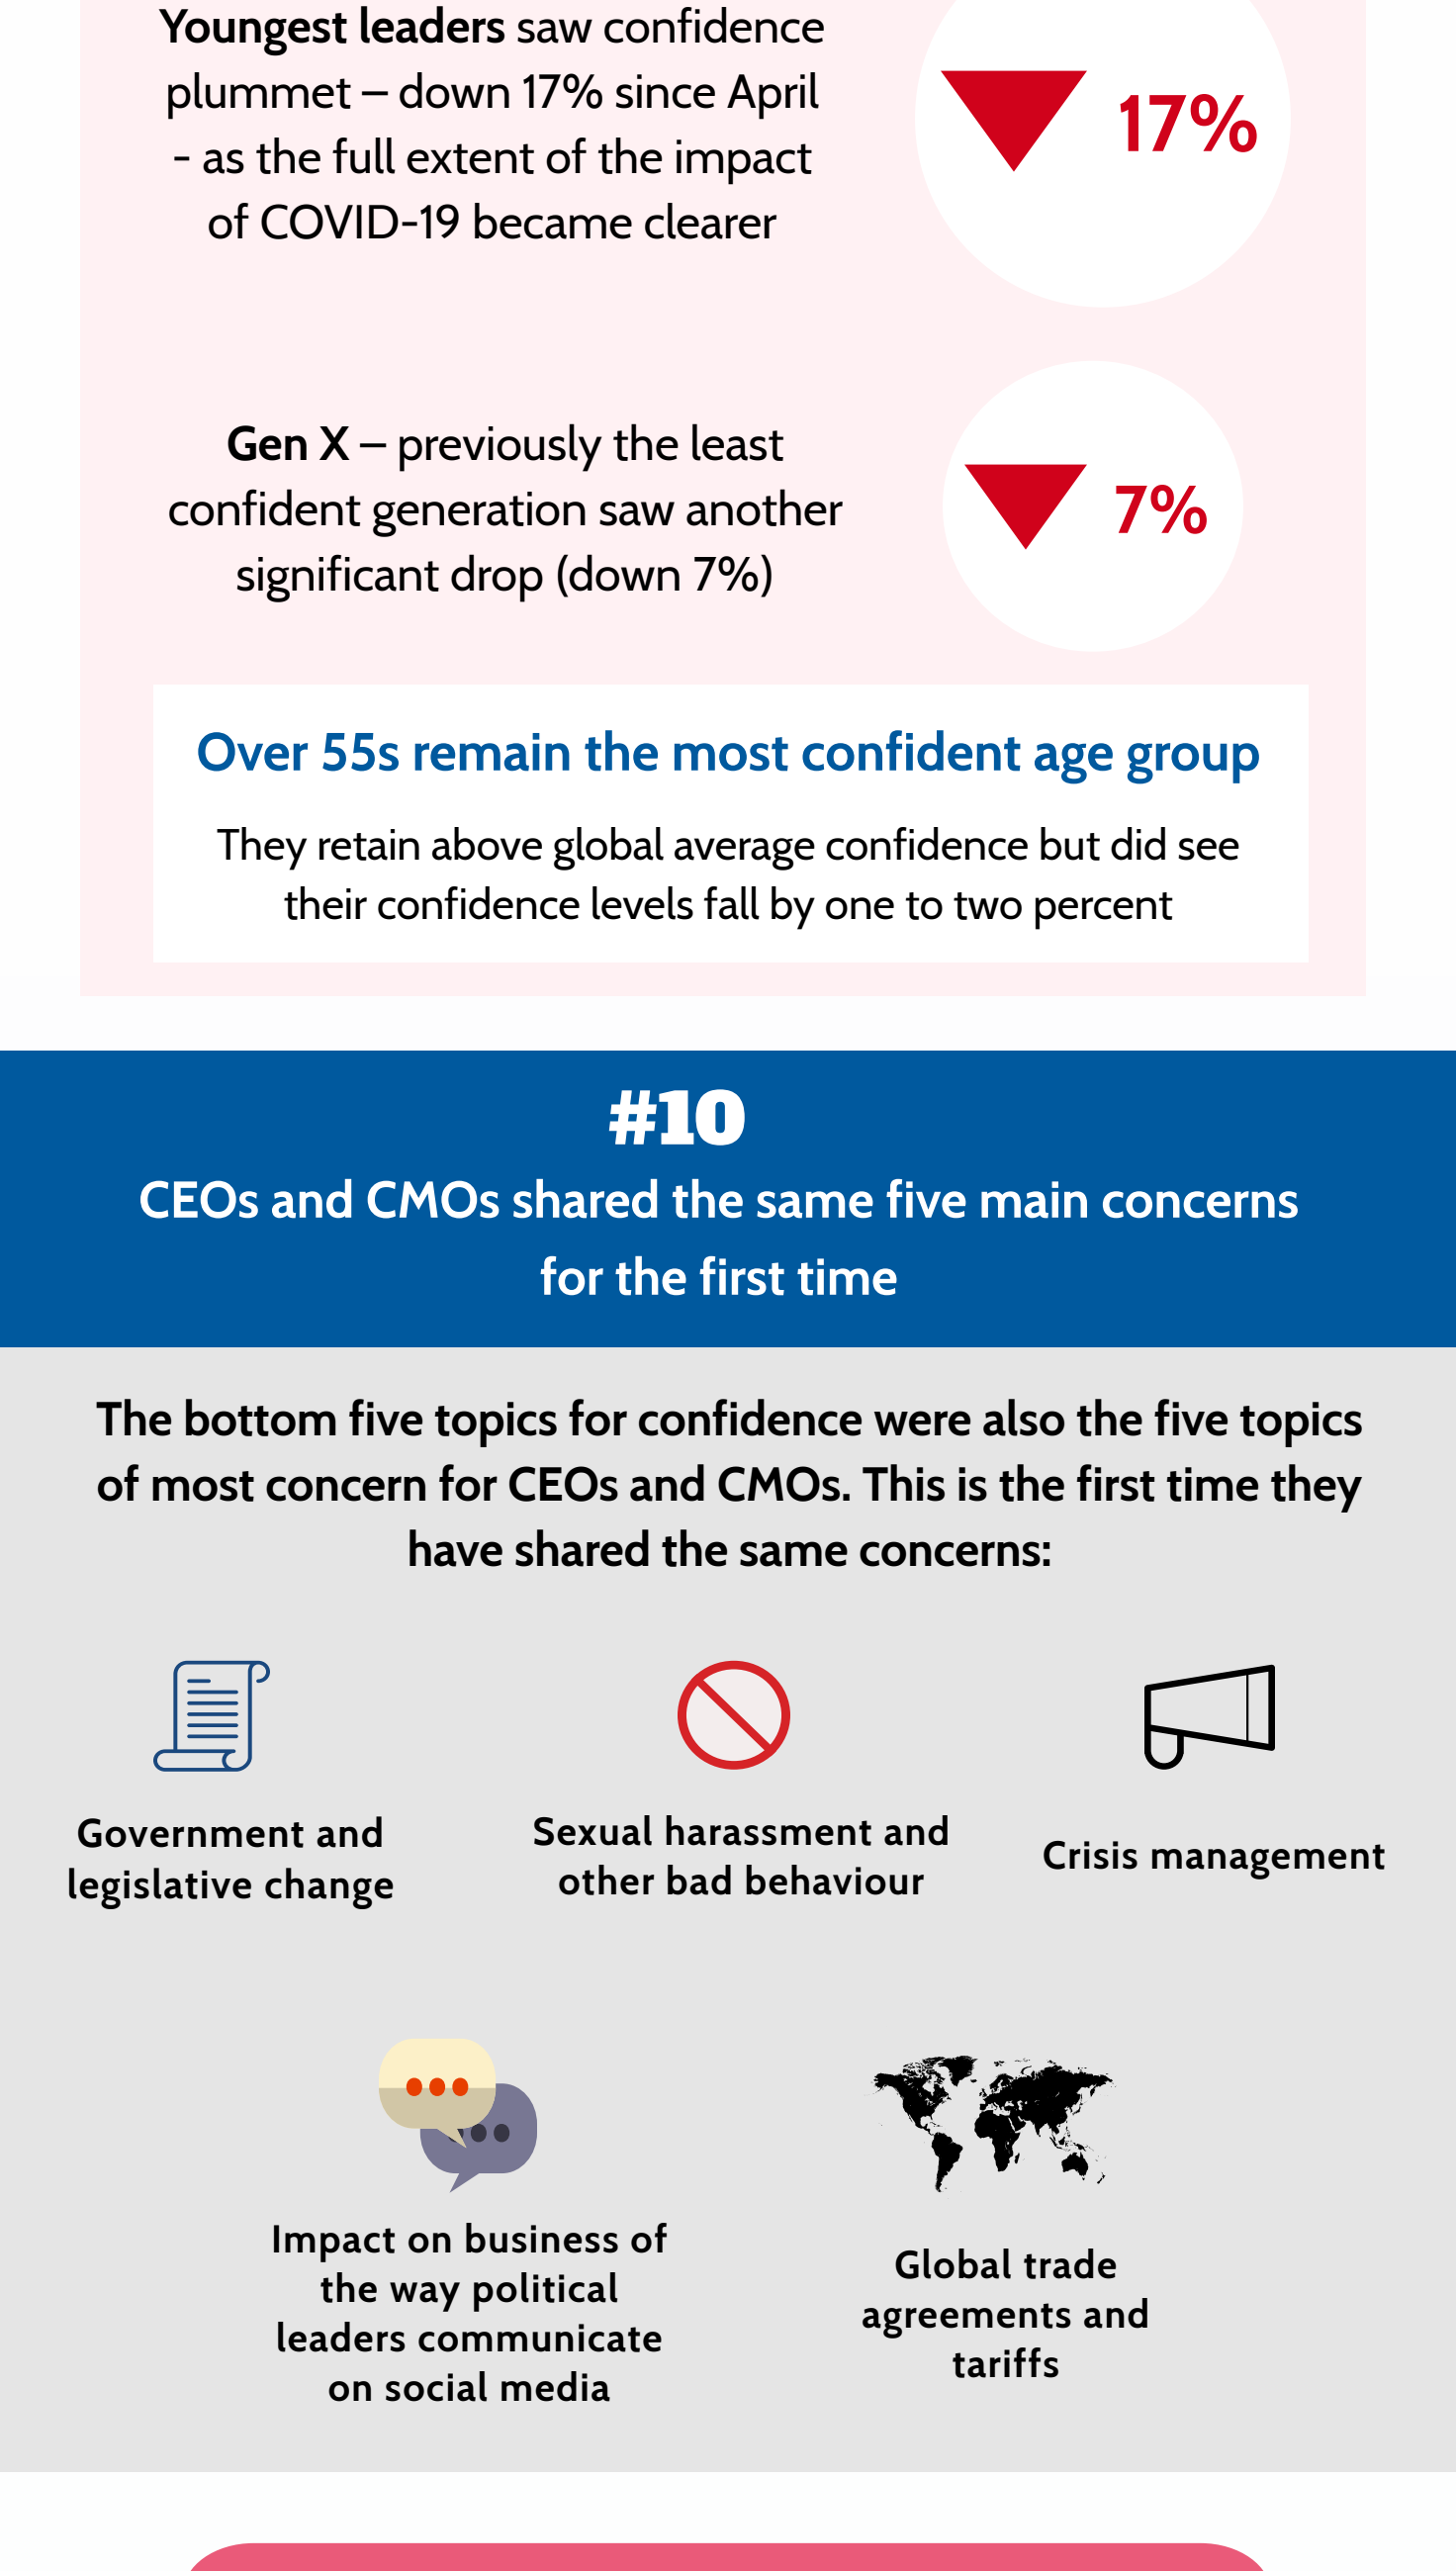 Youngest leaders saw confidence
plummet – down 17% since April
- as the full extent of the impact
of COVID-19 became clearer
17%
Gen X – previously the least
confident generation saw another
significant drop (down 7%)
7%
Over 55s remain the most confident age group
They retain above global average confidence but did see
their confidence levels fall by one to two percent
#10
CEOs and CMOs shared the same five main concerns
for the first time
The bottom five topics for confidence were also the five topics
of most concern for CEOs and CMOs. This is the first time they
have shared the same concerns:
Government and
legislative change
Sexual harassment and
other bad behaviour
Crisis management
Impact on business of
the way political
leaders communicate
on social media
Global trade
agreements and
tariffs